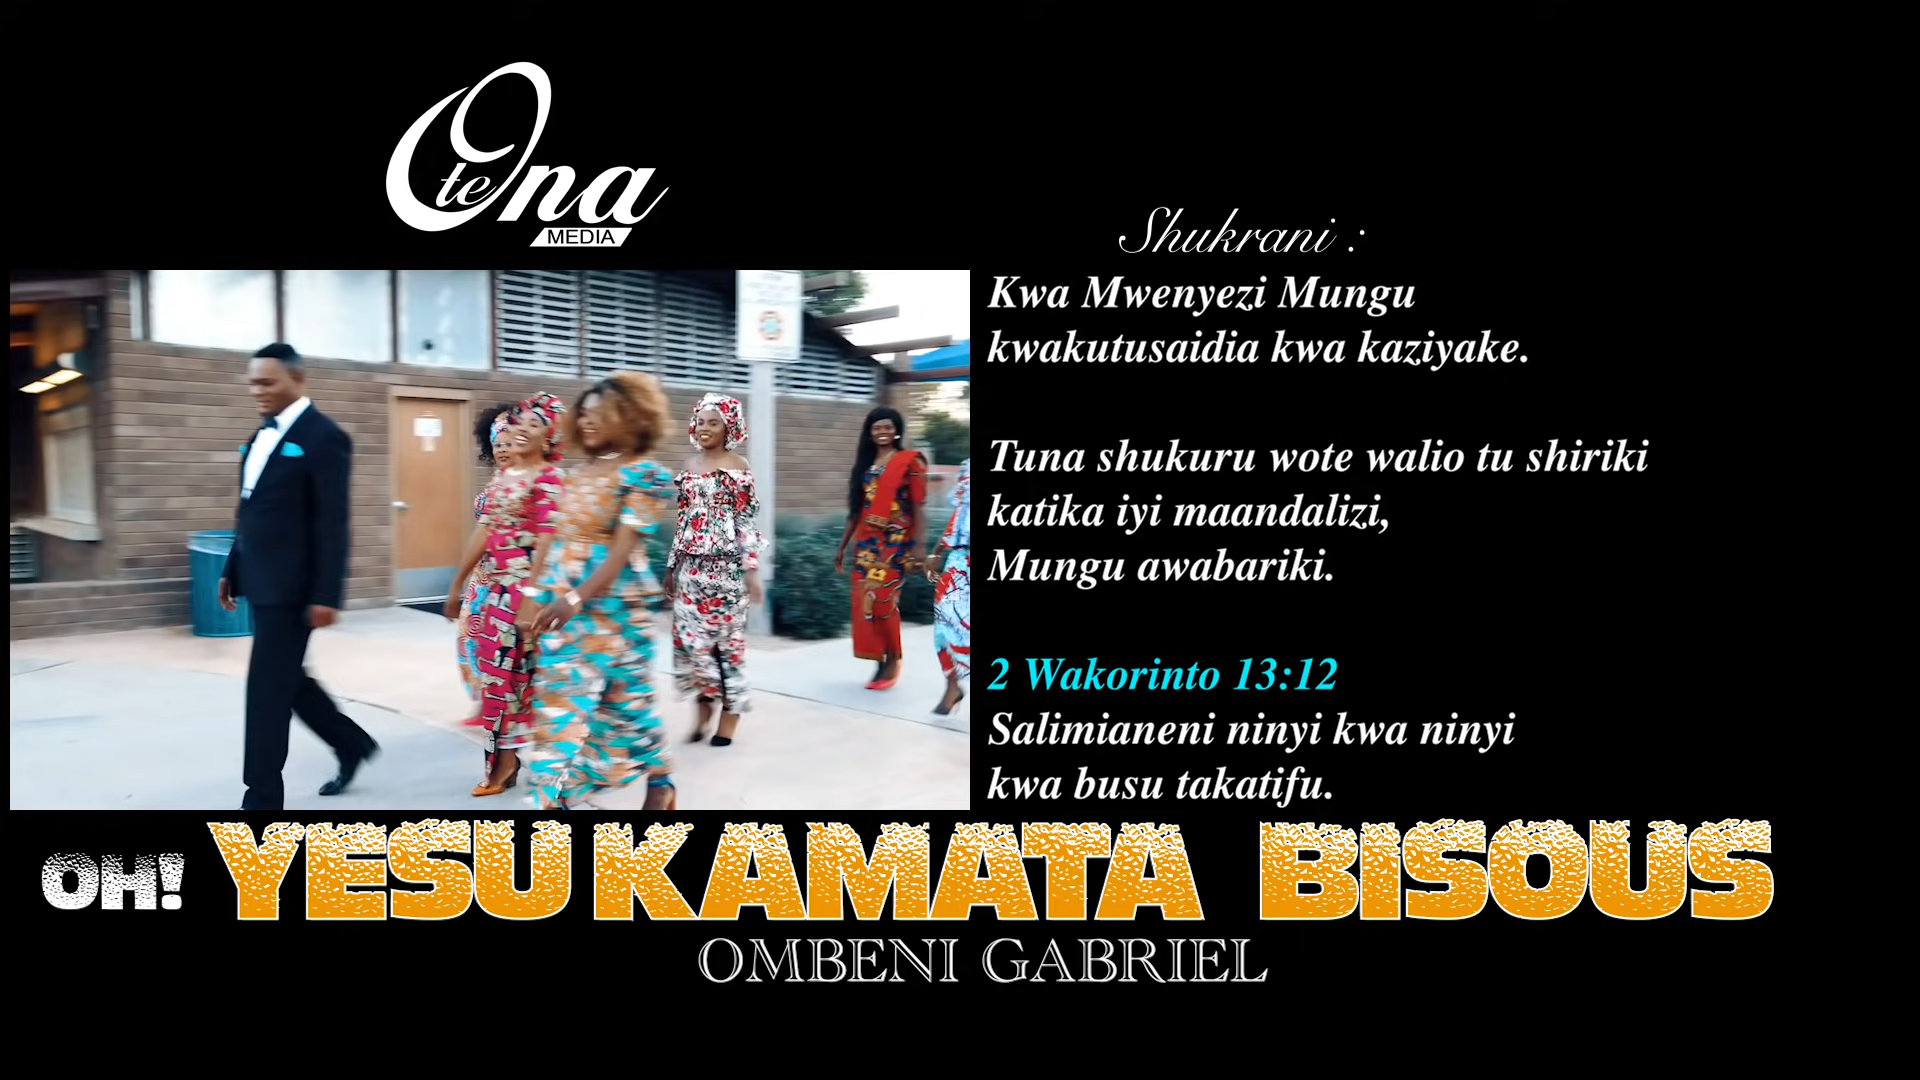 Otena
MEDIA
Shukrani :
Kwa Mwenyezi Mungu
kwakutusaidia kwa kaziyake.
Tuna shukuru wote walio tu shiriki
katika iyi maandalizi,
Mungu awabariki.
2 Wakorinto 13:12
Salimianeni ninyi kwa ninyi
kwa busu takatifu.
OH! YESU KAMATA BISOUS
OMBENI GABRIEL